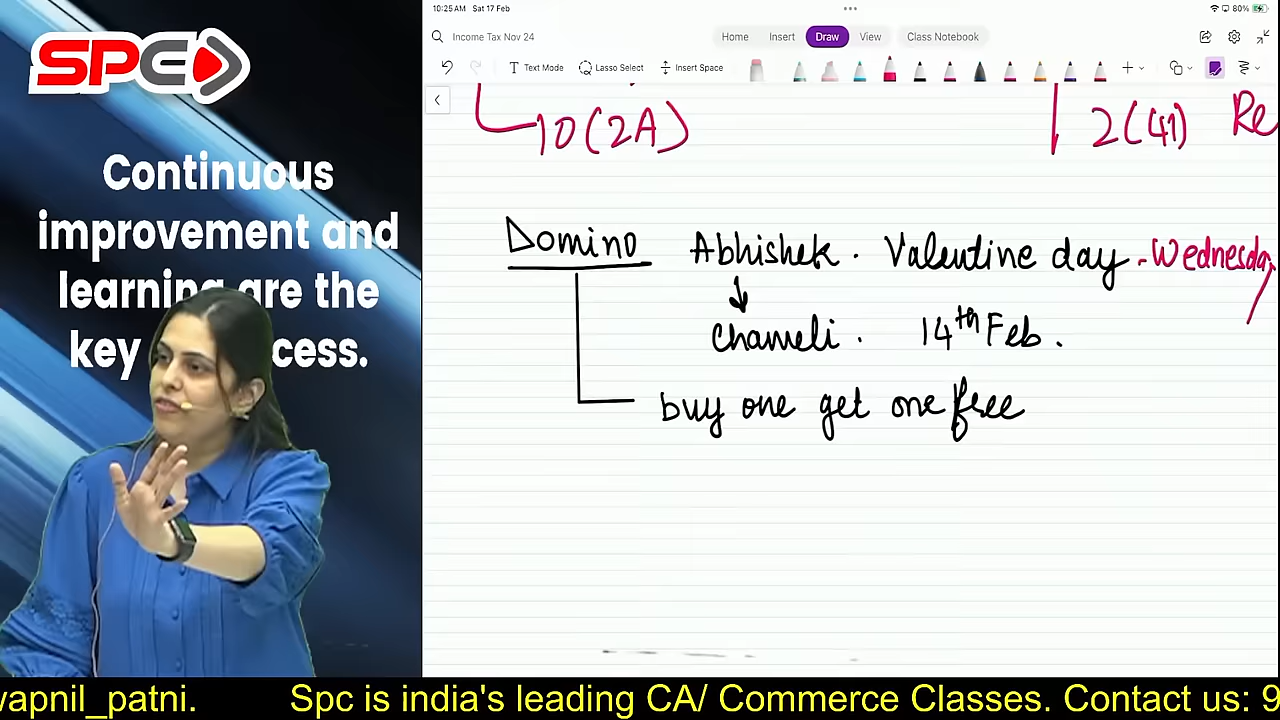 SPC
Continuous
improvement and
learning are the
key
cess.
10:25 AM Sat 17 Feb
80%
Income Tax Nov 24
Home Insert Draw View Class Notebook
Text Mode Lasso Select Insert Space
10(2A)
2(41) Re
Domino Abhishek. Valentine day - Wednesday
Chameli. 14th Feb.
buy one get one free
wapnil_patni. Spc is india's leading CA/ Commerce Classes. Contact us: 9